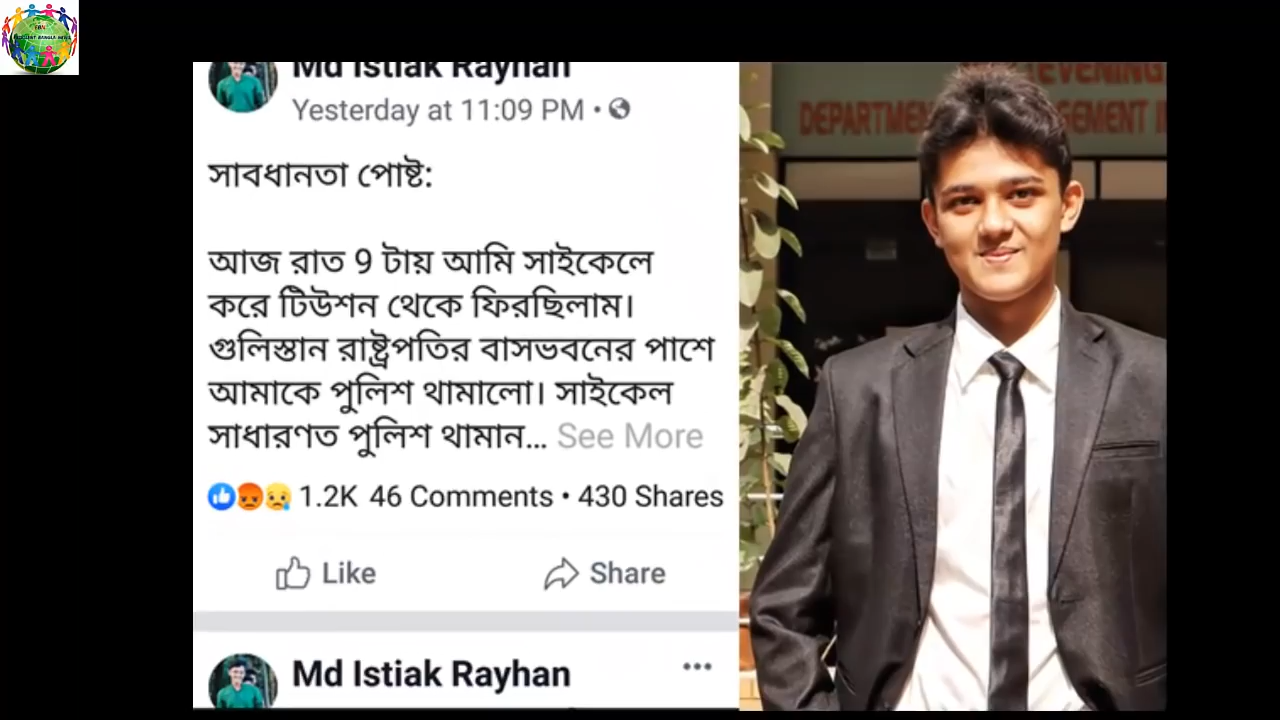 Md Istiak Rayhan
Yesterday at 11:09 PM •
সাবধানতা পোষ্ট:
আজ রাত 9 টায় আমি সাইকেলে
করে টিউশন থেকে ফিরছিলাম।
গুলিস্তান রাষ্ট্রপতির বাসভবনের পাশে
আমাকে পুলিশ থামালো। সাইকেল
সাধারণত পুলিশ থামান... See More
1.2K 46 Comments • 430 Shares
Like Share
Md Istiak Rayhan
EVENING